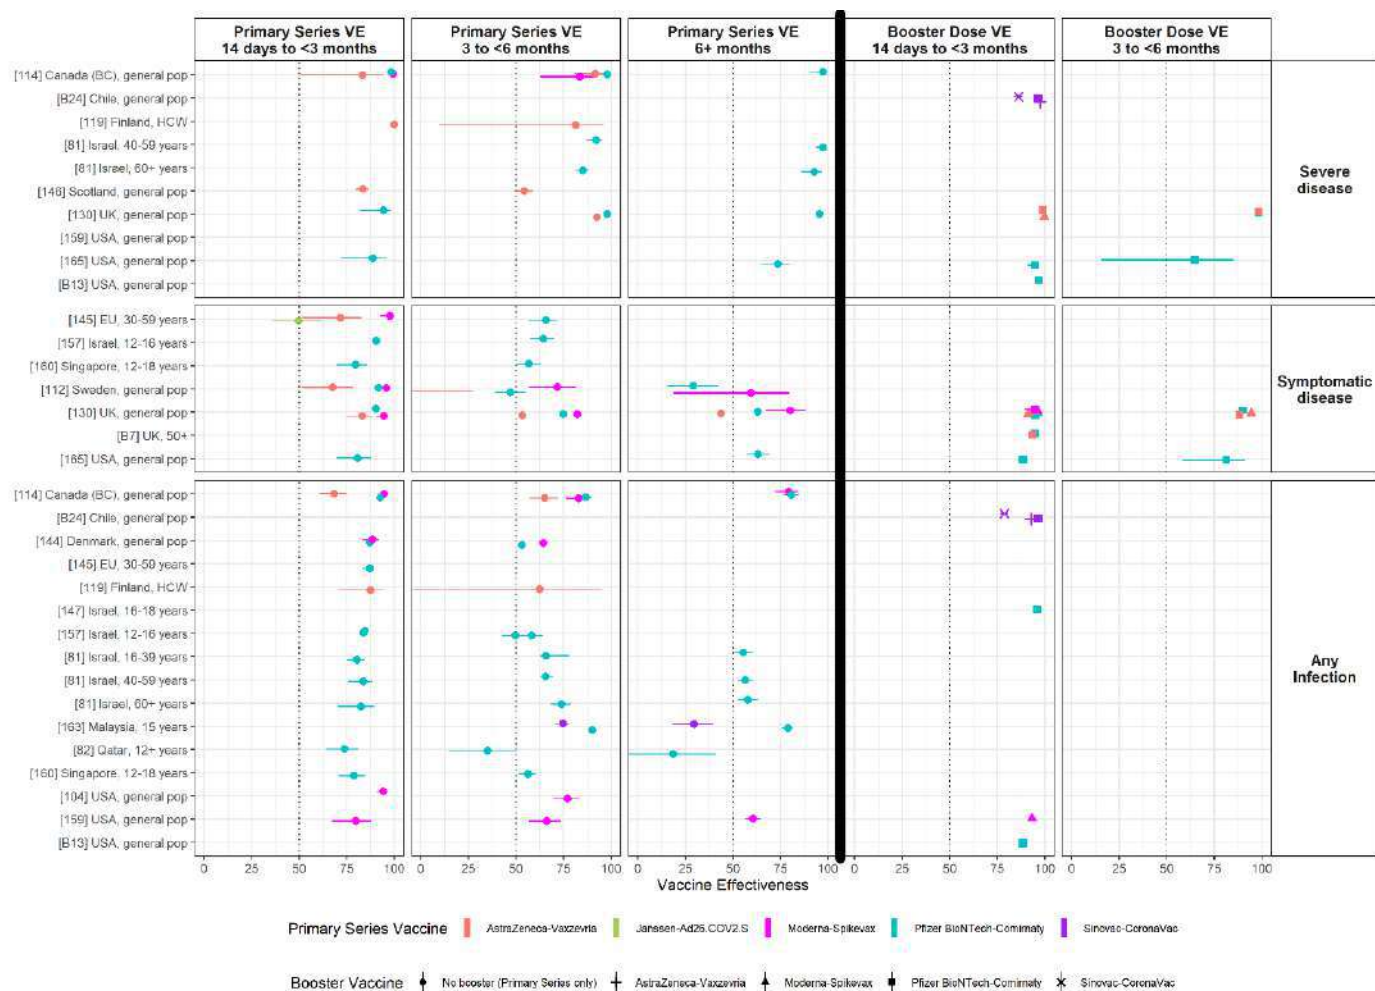 Primary Series VE
14 days to <3 months
Primary Series VE
3 to <6 months
Primary Series VE
6+ months
Booster Dose VE
14 days to <3 months
Booster Dose VE
3 to <6 months
[114] Canada (BC), general pop
[B24] Chile, general pop
[119] Finland, HCW
[81] Israel, 40-59 years
[81] Israel, 60+ years
[146] Scotland, general pop
[130] UK, general pop
[159] USA, general pop
[165] USA, general pop
[B13] USA, general pop
Severe
disease
[145] EU, 30-59 years
[157] Israel, 12-16 years
[160] Singapore, 12-18 years
[112] Sweden, general pop
[130] UK, general pop
[B7] UK, 50+
[165] USA, general pop
Symptomatic
disease
[114] Canada (BC), general pop
[B24] Chile, general pop
[144] Denmark, general pop
[145] EU, 30-59 years
[119] Finland, HCW
[147] Israel, 16-18 years
[157] Israel, 12-16 years
[81] Israel, 16-39 years
[81] Israel, 40-59 years
[81] Israel, 60+ years
[163] Malaysia, 15 years
[82] Qatar, 12+ years
[160] Singapore, 12-18 years
[104] USA, general pop
[159] USA, general pop
[B13] USA, general pop
Any
Infection
0 25 50 75 100 0 25 50 75 100 0 25 50 75 100 0 25 50 75 100 0 25 50 75 100
Vaccine Effectiveness
Primary Series Vaccine AstraZeneca-Vaxzevria Janssen-Ad26.COV2.S Moderna-Spikevax Pfizer BioNTech-Comirnaty Sinovac-CoronaVac
Booster Vaccine No booster (Primary Series only) AstraZeneca-Vaxzevria Moderna-Spikevax Pfizer BioNTech-Comirnaty Sinovac-CoronaVac